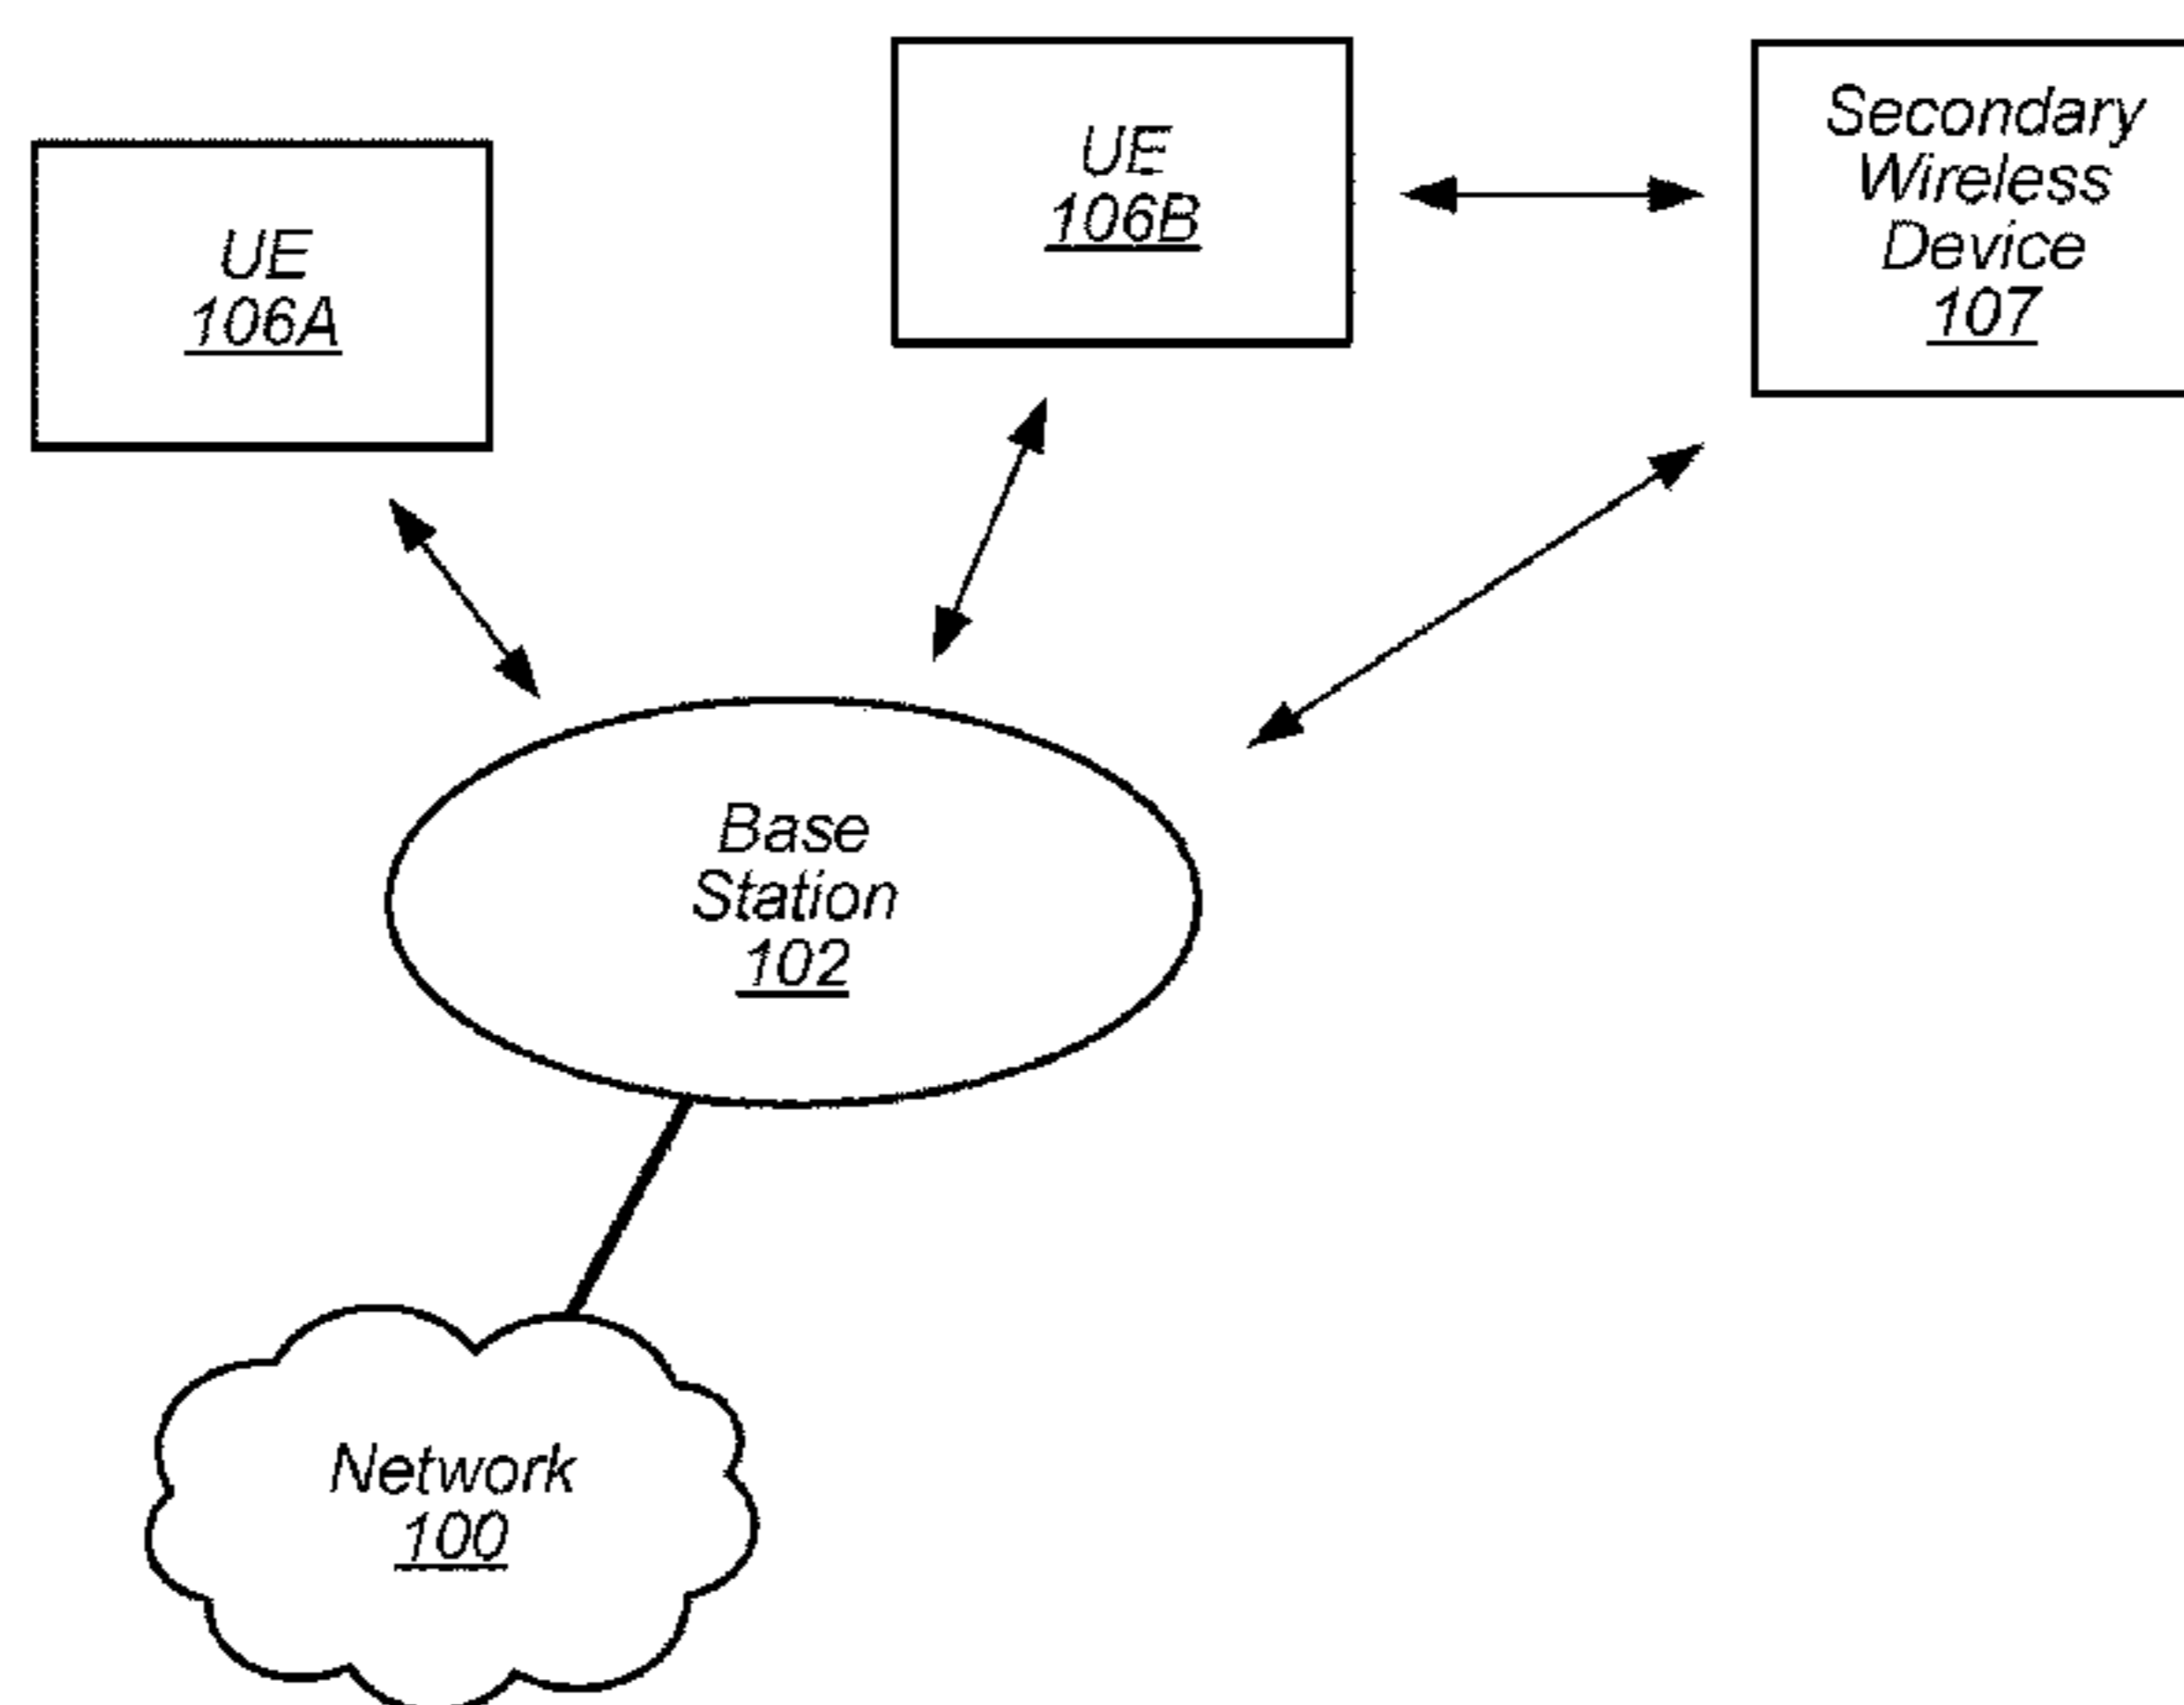 UE
106A
UE
106B
Secondary
Wireless
Device
107
Base
Station
102
Network
100